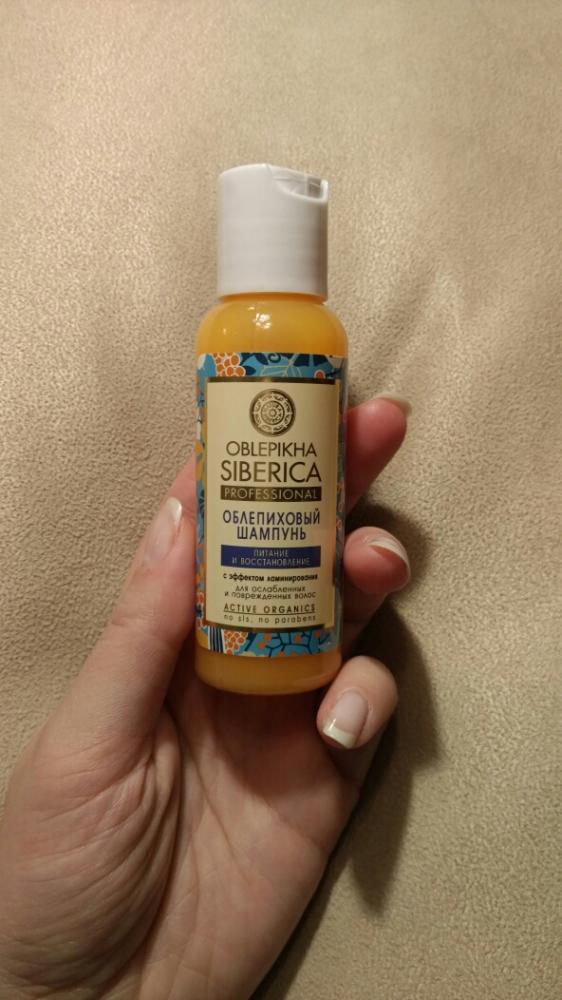 OBLEPIKHA
SIBERICA
PROFESSIONAL
ОБЛЕПИХОВЫЙ
ШАМПУНЬ
ПИТАНИЕ
И ВОССТАНОВЛЕНИЕ
с эффектом ламинирования
для ослабленных
и поврежденных волос
ACTIVE ORGANICS
no sls, no parabens